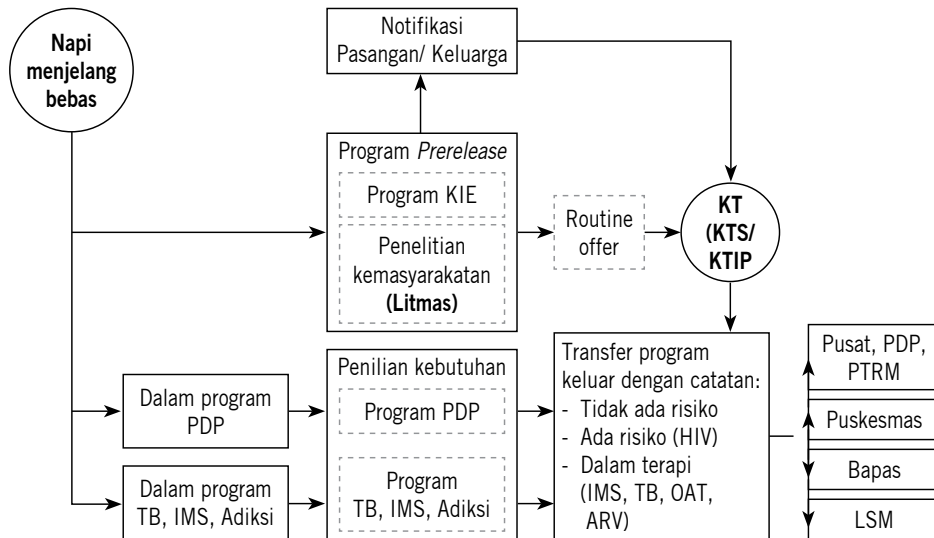 Napi
menjelang
bebas
Notifikasi
Pasangan/ Keluarga
Program Prerelease
Program KIE
Penelitian
kemasyarakatan
(Litmas)
Routine
offer
KT
(KTS/
KTIP
Dalam program
PDP
Dalam program
TB, IMS, Adiksi
Penilian kebutuhan
Program PDP
Program
TB, IMS, Adiksi
Transfer program
keluar dengan catatan:
- Tidak ada risiko
- Ada risiko (HIV)
- Dalam terapi
(IMS, TB, OAT,
ARV)
Pusat, PDP,
PTRM
Puskesmas
Bapas
LSM